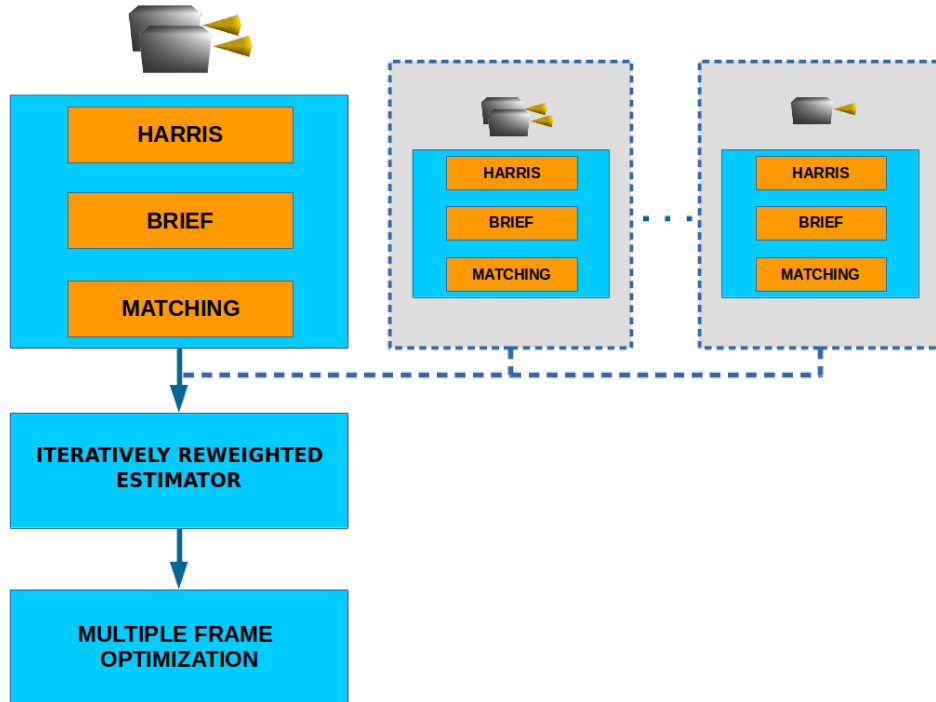 HARRIS
BRIEF
MATCHING
HARRIS
BRIEF
MATCHING
. . .
HARRIS
BRIEF
MATCHING
ITERATIVELY REWEIGHTED
ESTIMATOR
MULTIPLE FRAME
OPTIMIZATION